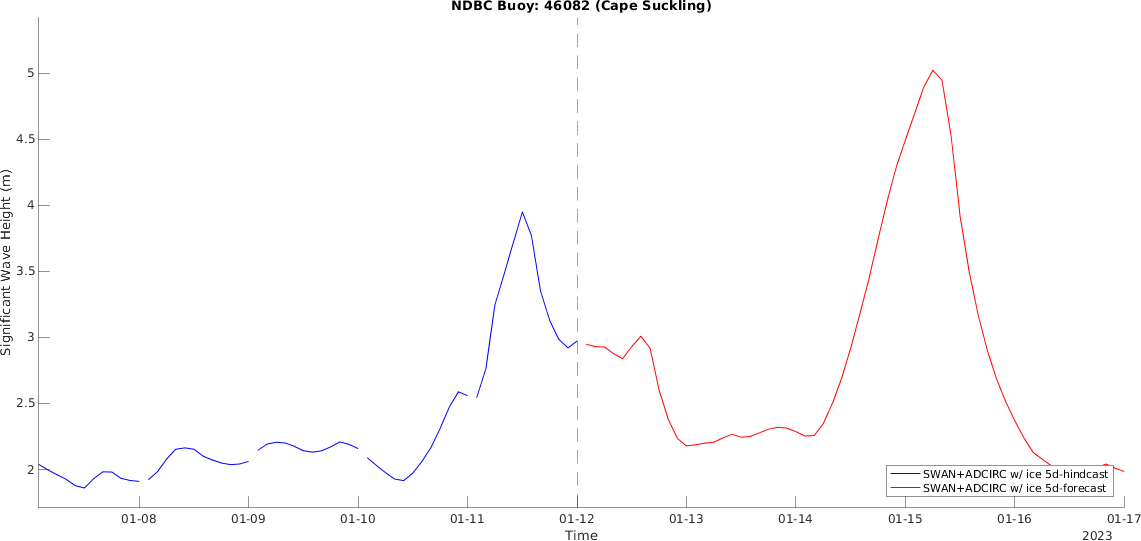 NDBC Buoy: 46082 (Cape Suckling)
Significant Wave Height (m)
5
4.5
4
3.5
3
2.5
2
SWAN+ADCIRC w/ ice 5d-hindcast
SWAN+ADCIRC w/ ice 5d-forecast
01-08 01-09 01-10 01-11 01-12 01-13 01-14 01-15 01-16 01-17
Time
2023